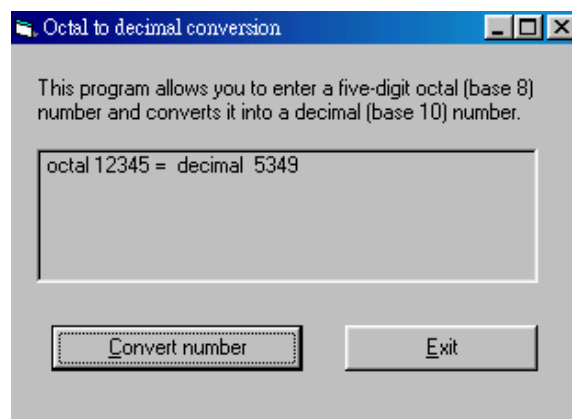 Octal to decimal conversion
This program allows you to enter a five-digit octal (base 8)
number and converts it into a decimal (base 10) number.
octal 12345 =  decimal  5349
Convert number
Exit